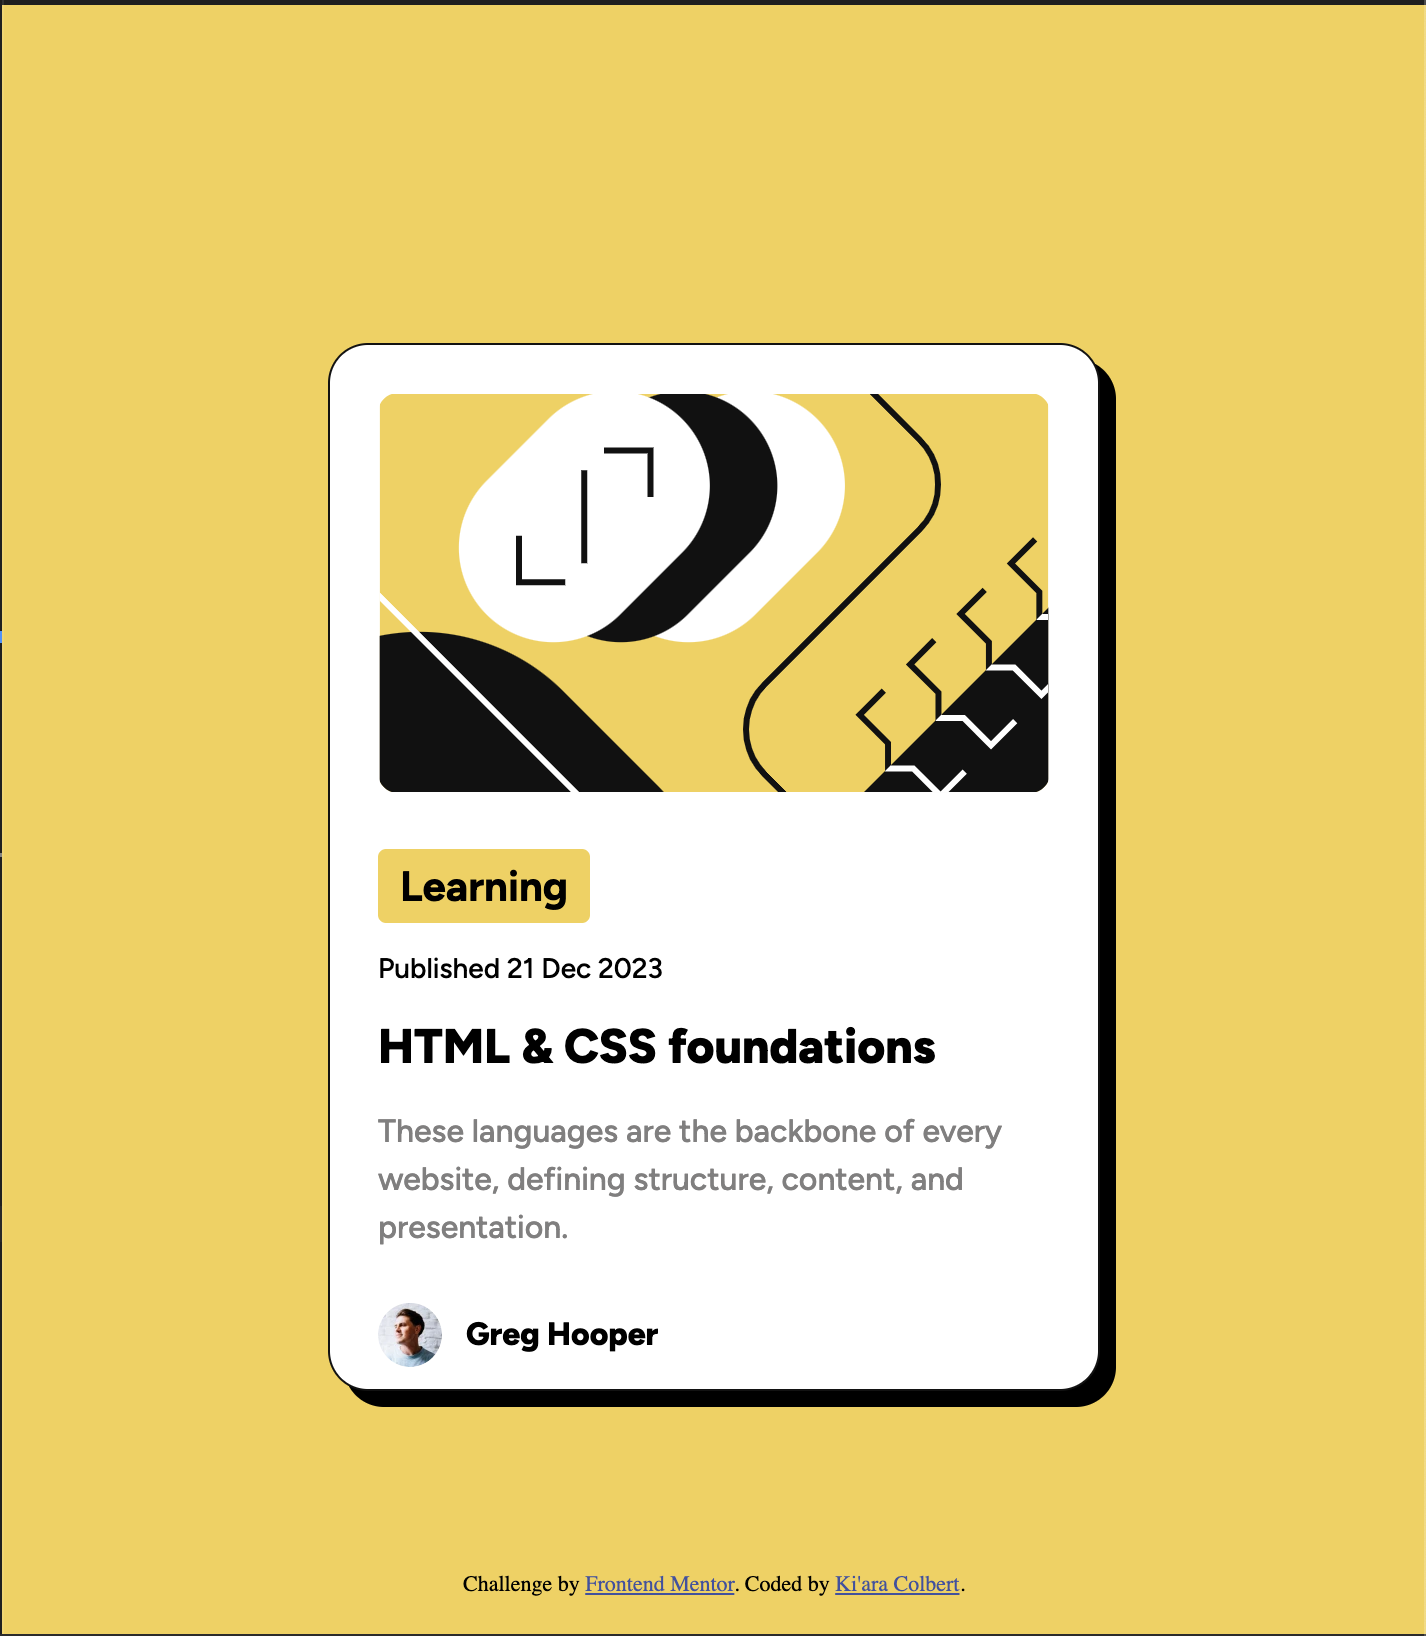 Learning
Published 21 Dec 2023
HTML & CSS foundations
These languages are the backbone of every
website, defining structure, content, and
presentation.
Greg Hooper
Challenge by Frontend Mentor. Coded by Ki'ara Colbert.